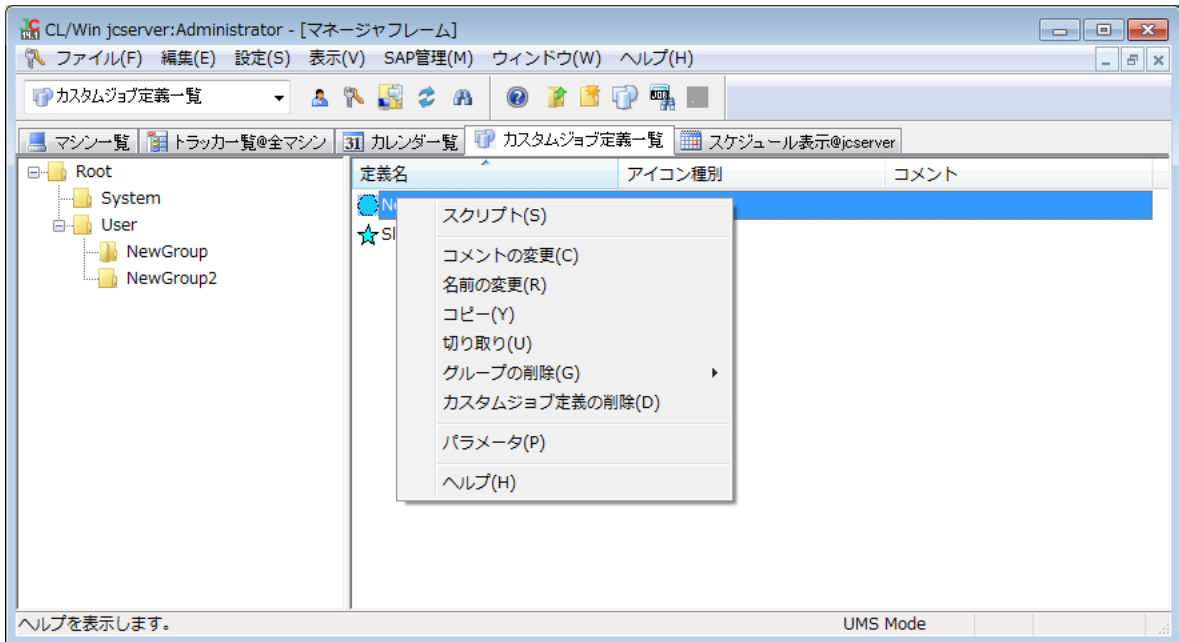 CL/Win jcserver:Administrator - [マネージャフレーム]
ファイル(F) 編集(E) 設定(S) 表示(V) SAP管理(M) ウィンドウ(W) ヘルプ(H)
カスタムジョブ定義一覧
マシン一覧 トラッカ一覧@全マシン 31 カレンダ一覧 カスタムジョブ定義一覧 スケジュール表示@jcserver
Root
System
User
NewGroup
NewGroup2
定義名 アイコン種別 コメント
スクリプト(S)
コメントの変更(C)
名前の変更(R)
コピー(Y)
切り取り(U)
グループの削除(G)
カスタムジョブ定義の削除(D)
パラメータ(P)
ヘルプ(H)
ヘルプを表示します。 UMS Mode